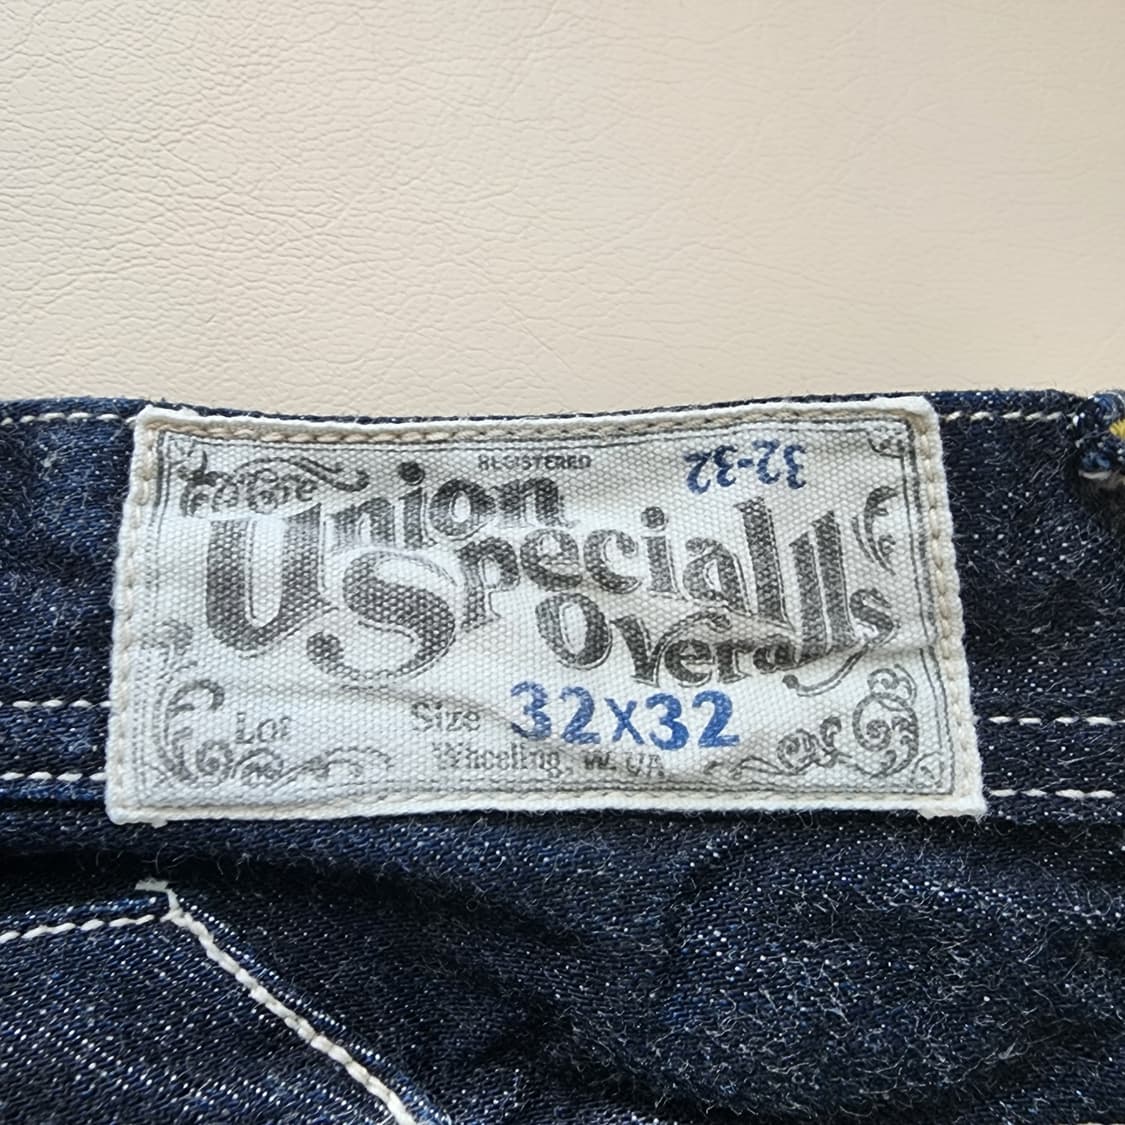 REGISTERED
32-32
Union
Special
Overalls
Lot
Size 32x32
Wheeling, W. VA